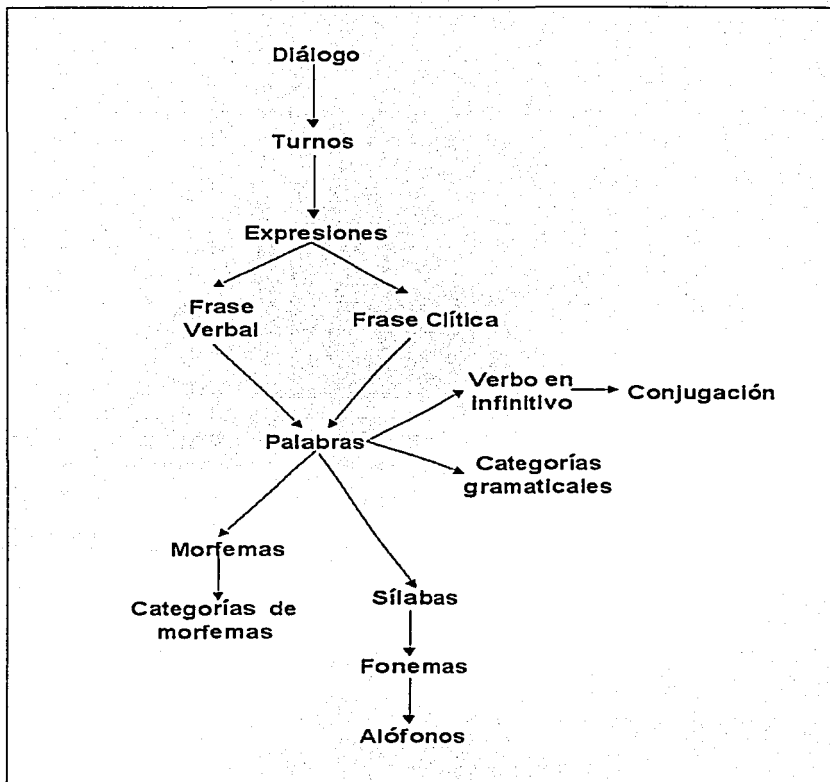 Diálogo
Turnos
Expresiones
Frase
Verbal
Frase Clítica
Verbo en
infinitivo
Conjugación
Palabras
Categorías
gramaticales
Morfemas
Categorías de
morfemas
Sílabas
Fonemas
Alófonos